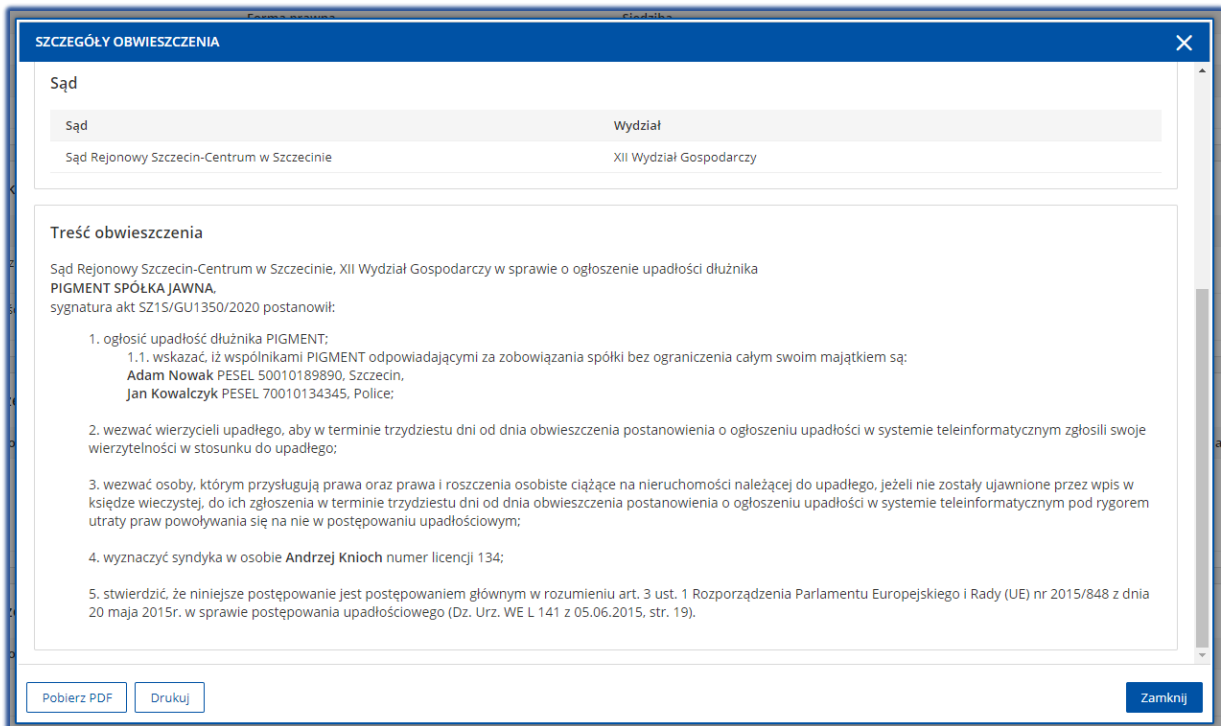 Forma prawna Siedziba
SZCZEGÓŁY OBWIESZCZENIA
Sąd
Sąd Wydział
Sąd Rejonowy Szczecin-Centrum w Szczecinie XII Wydział Gospodarczy
Treść obwieszczenia
Sąd Rejonowy Szczecin-Centrum w Szczecinie, XII Wydział Gospodarczy w sprawie o ogłoszenie upadłości dłużnika
PIGMENT SPÓŁKA JAWNA,
sygnatura akt SZ1S/GU1350/2020 postanowił:
1. ogłosić upadłość dłużnika PIGMENT;
1.1. wskazać, iż wspólnikami PIGMENT odpowiadającymi za zobowiązania spółki bez ograniczenia całym swoim majątkiem są:
Adam Nowak PESEL 50010189890, Szczecin,
Jan Kowalczyk PESEL 70010134345, Police;
2. wezwać wierzycieli upadłego, aby w terminie trzydziestu dni od dnia obwieszczenia postanowienia o ogłoszeniu upadłości w systemie teleinformatycznym zgłosili swoje
wierzytelności w stosunku do upadłego;
3. wezwać osoby, którym przysługują prawa oraz prawa i roszczenia osobiste ciążące na nieruchomości należącej do upadłego, jeżeli nie zostały ujawnione przez wpis w
księdze wieczystej, do ich zgłoszenia w terminie trzydziestu dni od dnia obwieszczenia postanowienia o ogłoszeniu upadłości w systemie teleinformatycznym pod rygorem
utraty praw powoływania się na nie w postępowaniu upadłościowym;
4. wyznaczyć syndyka w osobie Andrzej Knioch numer licencji 134;
5. stwierdzić, że niniejsze postępowanie jest postępowaniem głównym w rozumieniu art. 3 ust. 1 Rozporządzenia Parlamentu Europejskiego i Rady (UE) nr 2015/848 z dnia
20 maja 2015r. w sprawie postępowania upadłościowego (Dz. Urz. WE L 141 z 05.06.2015, str. 19).
Pobierz PDF Drukuj Zamknij